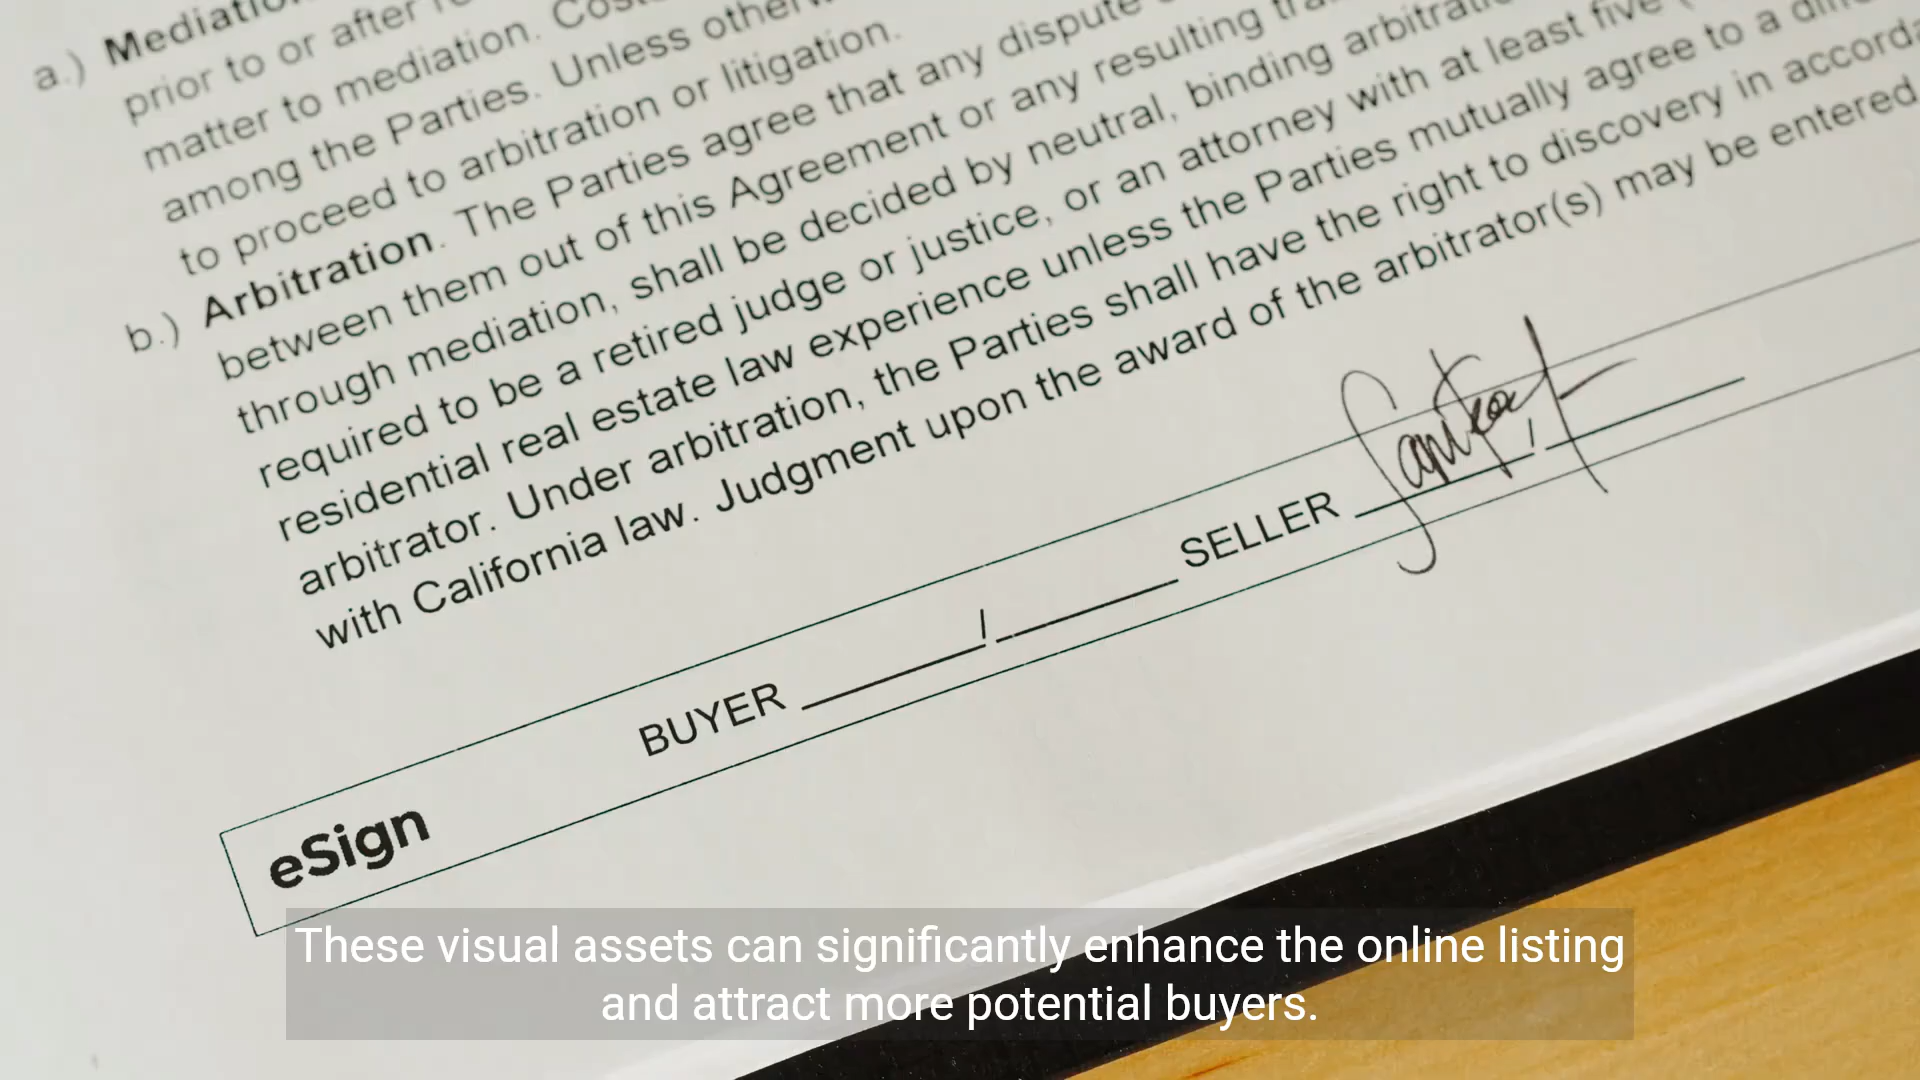 a.) Mediation
prior to or after
matter to mediation.
among the Parties. Unless
to proceed to arbitration or litigation.
b.) Arbitration. The Parties agree that any dispute
between them out of this Agreement or any resulting
through mediation, shall be decided by neutral, binding
required to be a retired judge or justice, or an attorney with at least five
residential real estate law experience unless the Parties mutually agree to a
arbitrator. Under arbitration, the Parties shall have the right to discovery in
with California law. Judgment upon the award of the arbitrator(s) may be entered
eSign BUYER ______/______ SELLER ______/______
These visual assets can significantly enhance the online listing
and attract more potential buyers.